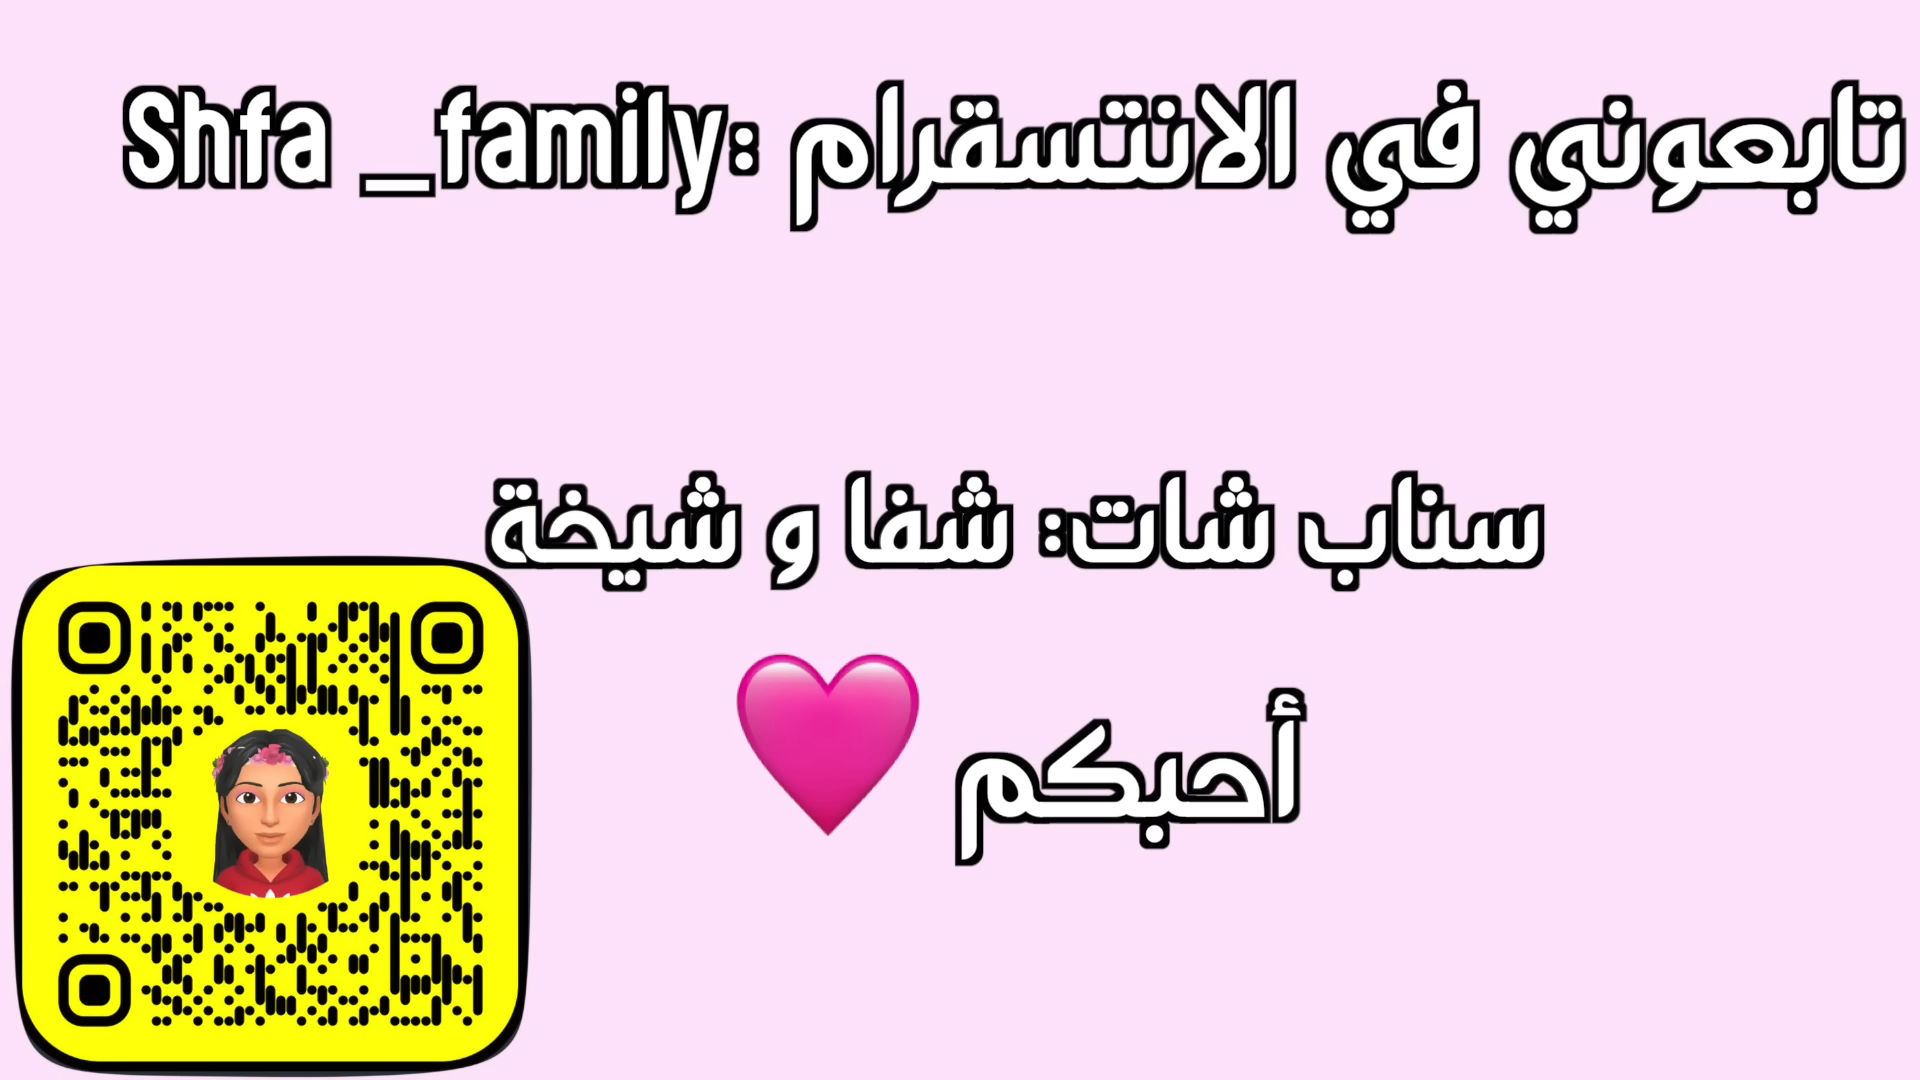 تابعوني في الانتسقرام :Shfa _family
سناب شات: شفا و شيخة
أحبكم 🩷